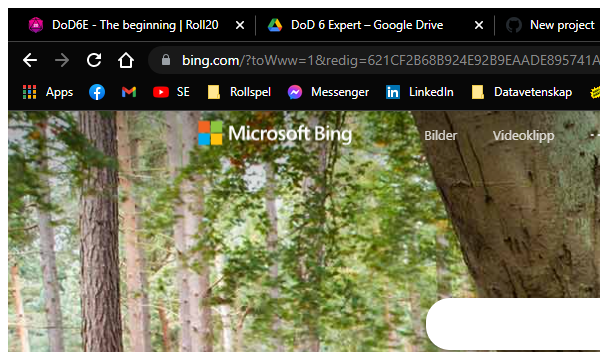 DoD6E - The beginning | Roll20
DoD 6 Expert – Google Drive
New project
bing.com/?toWww=1&redig=621CF2B68B924E92B9EAADE895741A
Apps
SE
Rollspel
Messenger
LinkedIn
Datavetenskap
Microsoft Bing
Bilder
Videoklipp